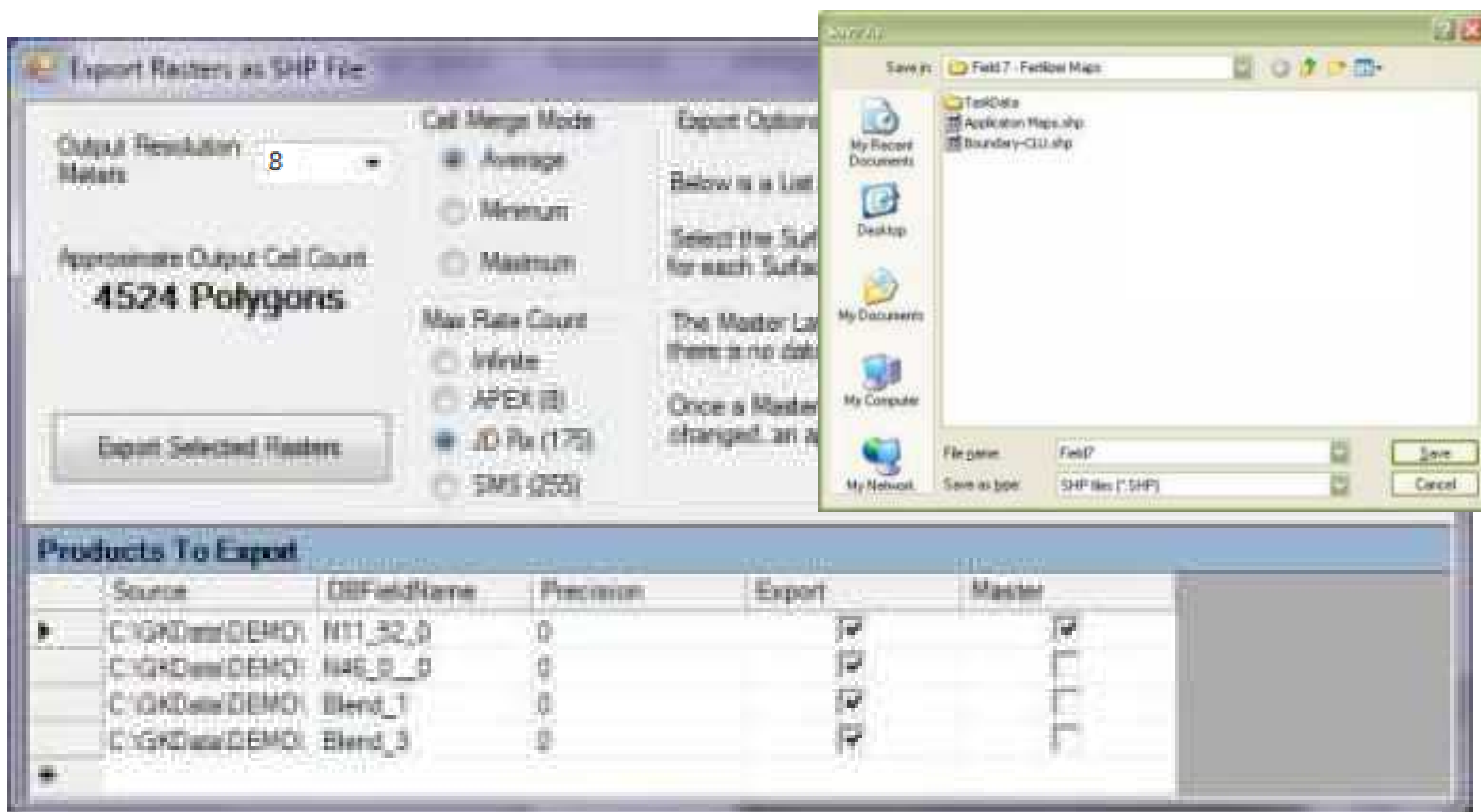 Export Rasters as SHP File
Output Resolution
Meters
8
Approximate Output Cell Count
4524 Polygons
Export Selected Rasters
Cell Merge Mode
Average
Minimum
Maximum
Max Rate Count
Infinite
APEX (8)
JD Rx (175)
SMS (255)
Export Options
Below is a List
Select the Surf
for each Surfac
The Master La
there is no data
Once a Master
changed, an a
Save As
Save in:
Field 7 - Fertilizer Maps
My Recent
Documents
Desktop
My Documents
My Computer
My Network
TaskData
Application Maps.shp
Boundary-CLU.shp
File name:
Field7
Save
Save as type:
SHP files (*.SHP)
Cancel
Products To Export
Source DBFieldName Precision Export Master
C:\GKData\DEMO\ N11_52_0 0
C:\GKData\DEMO\ N46_0__0 0
C:\GKData\DEMO\ Blend_1 0
C:\GKData\DEMO\ Blend_3 0